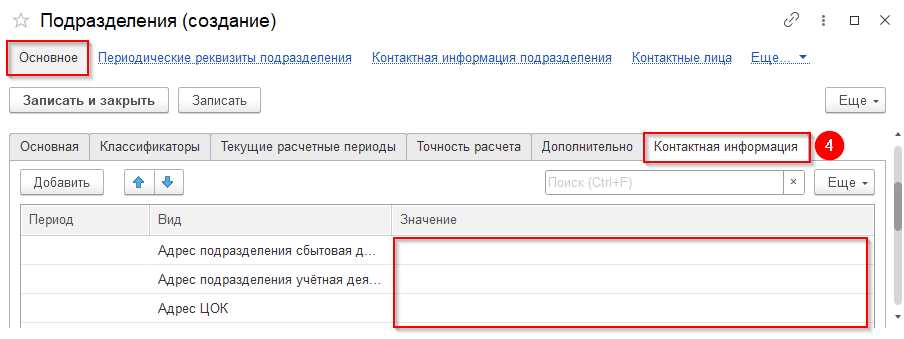 Подразделения (создание)
Основное Периодические реквизиты подразделения Контактная информация подразделения Контактные лица Еще...
Записать и закрыть Записать Еще
Основная Классификаторы Текущие расчетные периоды Точность расчета Дополнительно Контактная информация 4
Добавить Поиск (Ctrl+F) × Еще
Период Вид Значение
Адрес подразделения сбытовая д...
Адрес подразделения учётная дея...
Адрес ЦОК